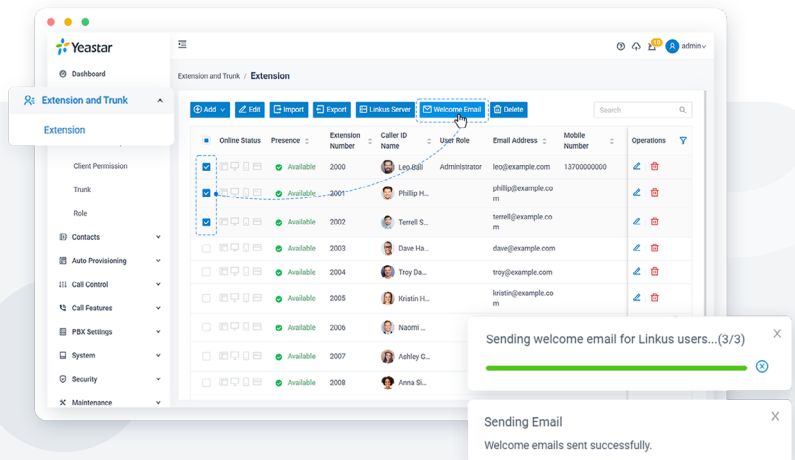 Yeastar
19
admin
Dashboard
Extension and Trunk / Extension
Extension and Trunk
Extension
Add
Edit
Import
Export
Linkus Server
Welcome Email
Delete
Search
Online Status Presence Extension Number Caller ID Name User Role Email Address Mobile Number Operations
Client Permission
Trunk
Role
Contacts
Auto Provisioning
Call Control
Call Features
PBX Settings
System
Security
Maintenance
Available 2000 Leo Ball Administrator leo@example.com 13700000000
Available 2001 Phillip H... phillip@example.co
m
Available 2002 Terrell S... terrell@example.co
m
Available 2003 Dave Ha... dave@example.com
Available 2004 Troy Da... troy@example.com
Available 2005 Kristin H... kristin@example.co
m
Available 2006 Naomi ...
Available 2007 Ashley G...
Available 2008 Anna Si...
Sending welcome email for Linkus users...(3/3)
X
Sending Email
X
Welcome emails sent successfully.